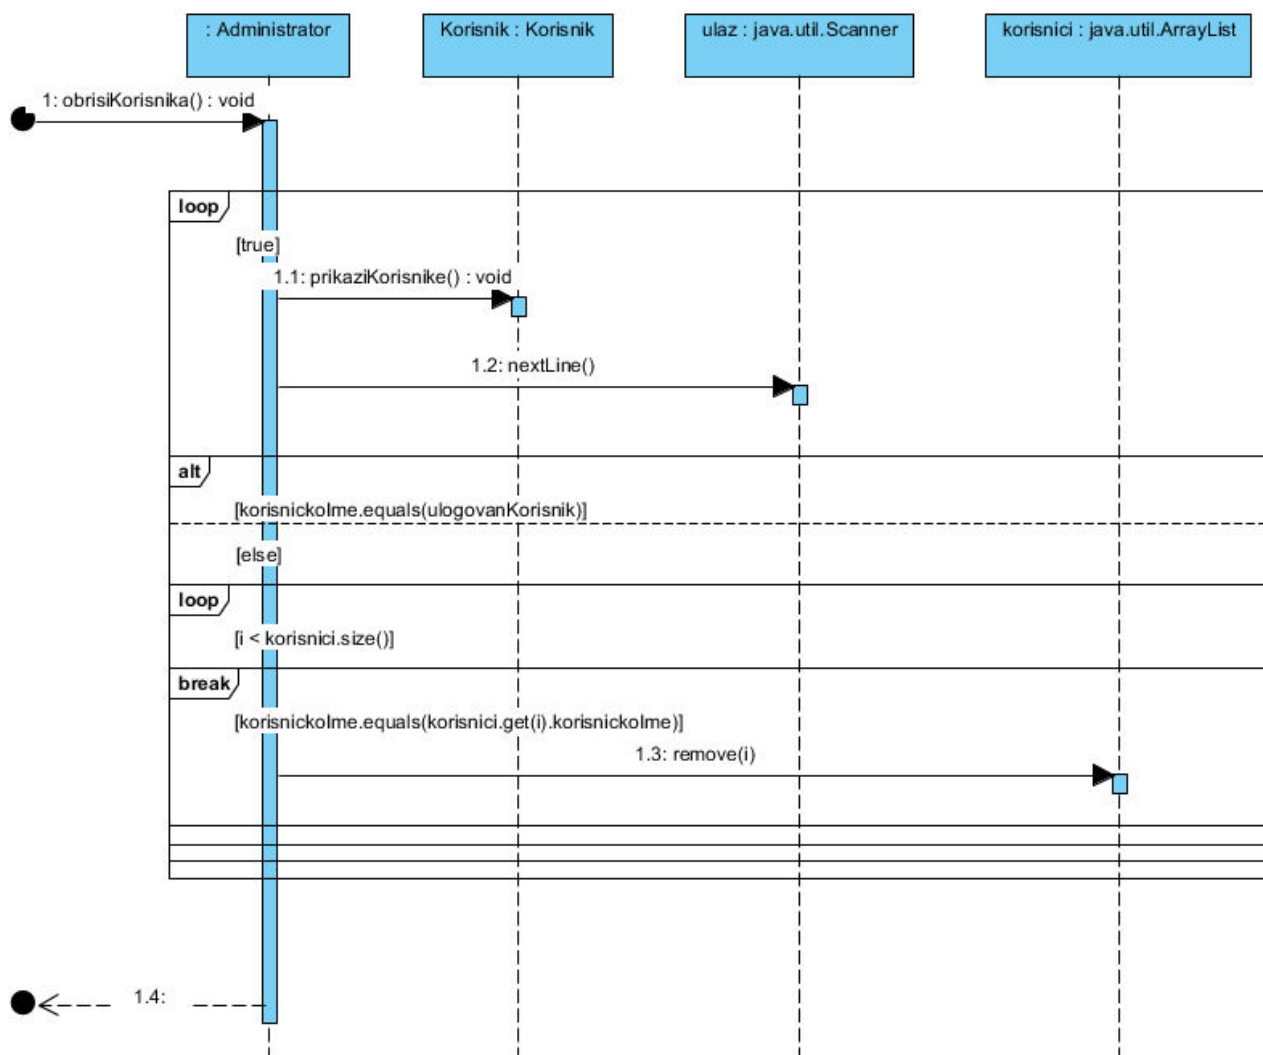 : Administrator
Korisnik : Korisnik
ulaz : java.util.Scanner
korisnici : java.util.ArrayList
1: obrisiKorisnika() : void
loop
[true]
1.1: prikaziKorisnike() : void
1.2: nextLine()
alt
[korisnickoIme.equals(ulogovanKorisnik)]
[else]
loop
[i < korisnici.size()]
break
[korisnickoIme.equals(korisnici.get(i).korisnickoIme)]
1.3: remove(i)
1.4: